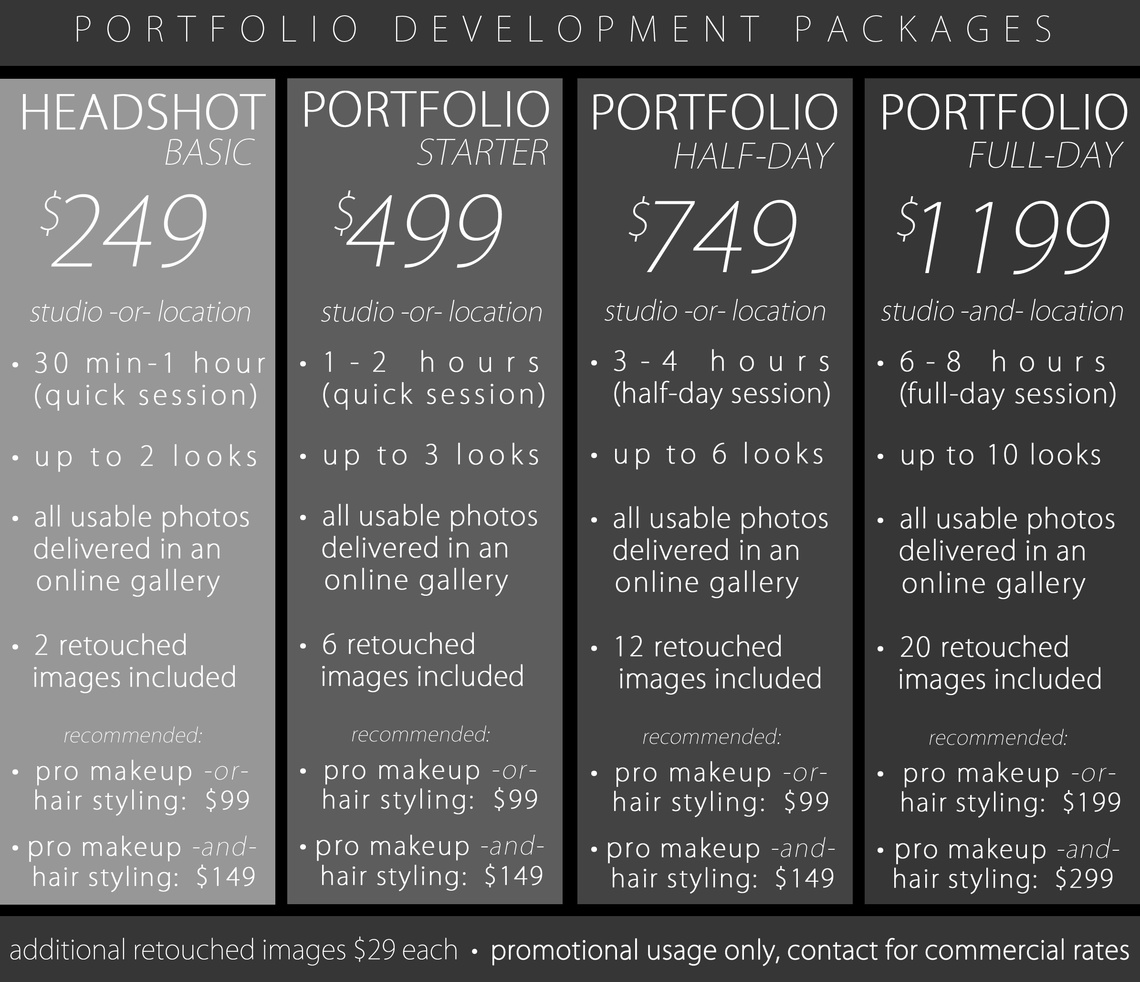 PORTFOLIO DEVELOPMENT PACKAGES
HEADSHOT
BASIC
$249
studio -or- location
• 30 min-1 hour
(quick session)
• up to 2 looks
• all usable photos
delivered in an
online gallery
• 2 retouched
images included
recommended:
• pro makeup -or-
hair styling: $99
• pro makeup -and-
hair styling: $149
PORTFOLIO
STARTER
$499
studio -or- location
• 1-2 hours
(quick session)
• up to 3 looks
• all usable photos
delivered in an
online gallery
• 6 retouched
images included
recommended:
• pro makeup -or-
hair styling: $99
• pro makeup -and-
hair styling: $149
PORTFOLIO
HALF-DAY
$749
studio -or- location
• 3-4 hours
(half-day session)
• up to 6 looks
• all usable photos
delivered in an
online gallery
• 12 retouched
images included
recommended:
• pro makeup -or-
hair styling: $99
• pro makeup -and-
hair styling: $149
PORTFOLIO
FULL-DAY
$1199
studio -and- location
• 6-8 hours
(full-day session)
• up to 10 looks
• all usable photos
delivered in an
online gallery
• 20 retouched
images included
recommended:
• pro makeup -or-
hair styling: $199
• pro makeup -and-
hair styling: $299
additional retouched images $29 each • promotional usage only, contact for commercial rates